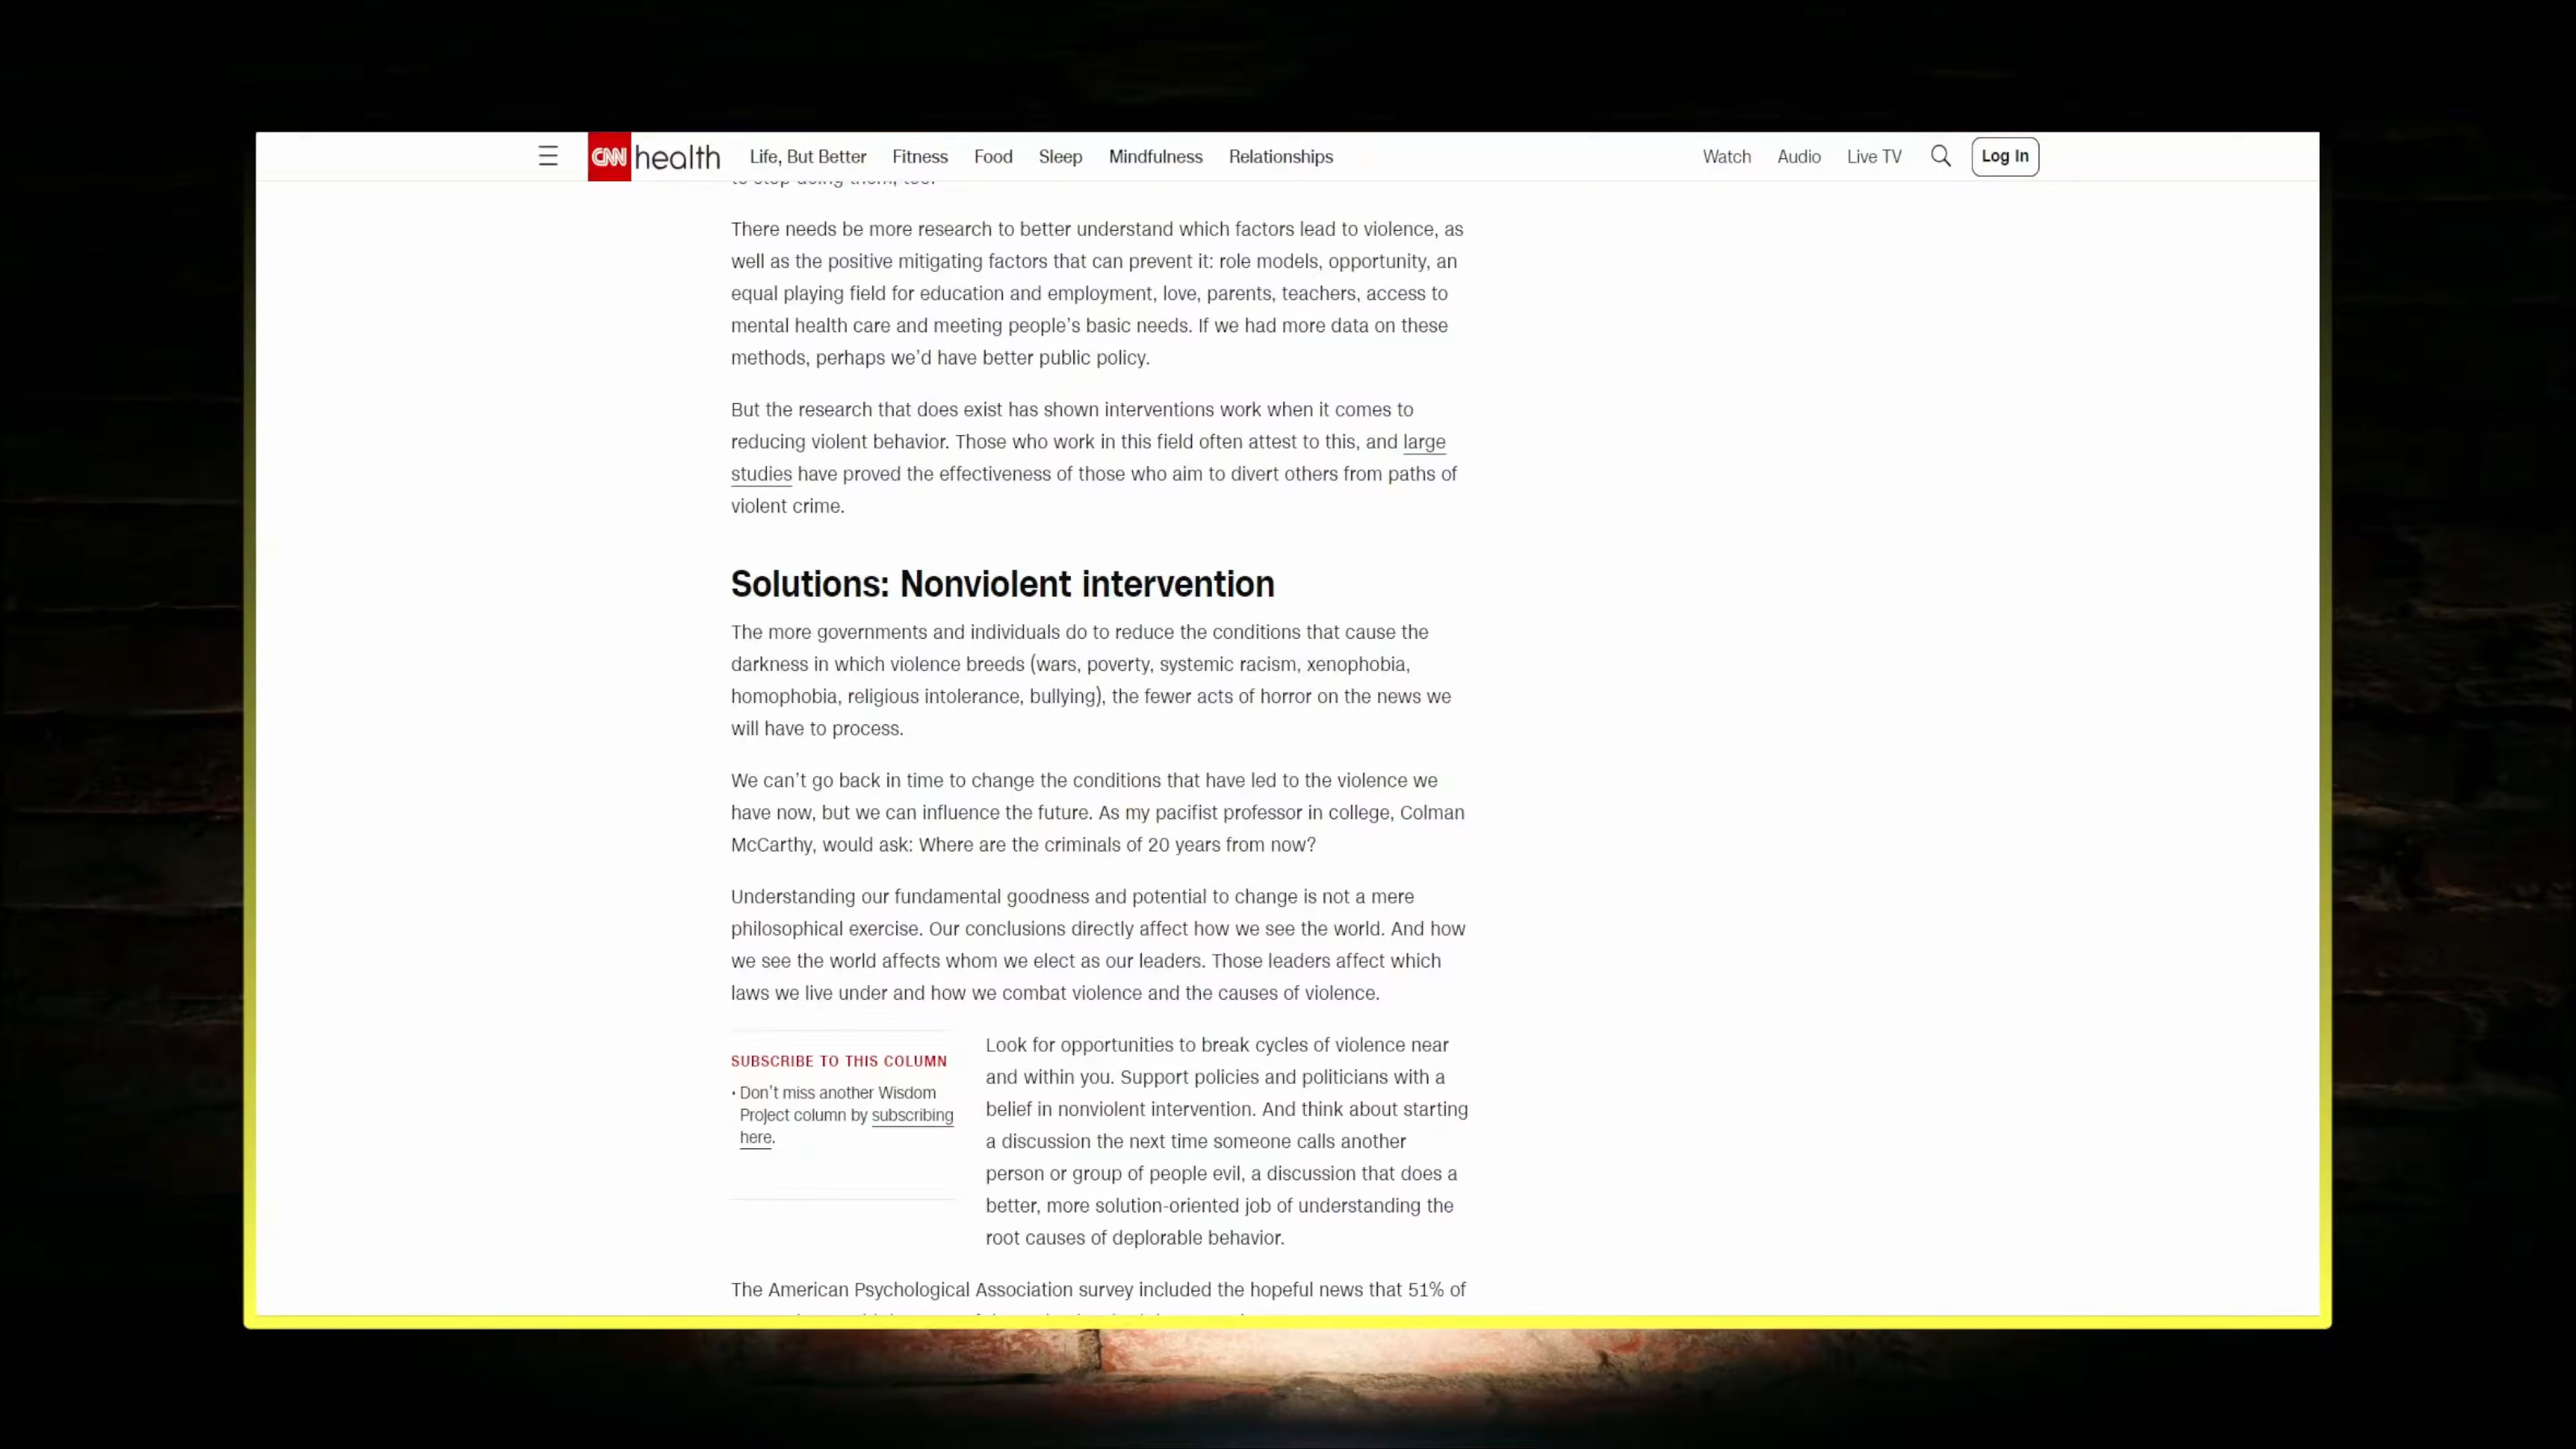 CNN health Life, But Better Fitness Food Sleep Mindfulness Relationships Watch Audio Live TV Log In
to stop doing them, too.
There needs be more research to better understand which factors lead to violence, as
well as the positive mitigating factors that can prevent it: role models, opportunity, an
equal playing field for education and employment, love, parents, teachers, access to
mental health care and meeting people's basic needs. If we had more data on these
methods, perhaps we'd have better public policy.
But the research that does exist has shown interventions work when it comes to
reducing violent behavior. Those who work in this field often attest to this, and large
studies have proved the effectiveness of those who aim to divert others from paths of
violent crime.
Solutions: Nonviolent intervention
The more governments and individuals do to reduce the conditions that cause the
darkness in which violence breeds (wars, poverty, systemic racism, xenophobia,
homophobia, religious intolerance, bullying), the fewer acts of horror on the news we
will have to process.
We can't go back in time to change the conditions that have led to the violence we
have now, but we can influence the future. As my pacifist professor in college, Colman
McCarthy, would ask: Where are the criminals of 20 years from now?
Understanding our fundamental goodness and potential to change is not a mere
philosophical exercise. Our conclusions directly affect how we see the world. And how
we see the world affects whom we elect as our leaders. Those leaders affect which
laws we live under and how we combat violence and the causes of violence.
SUBSCRIBE TO THIS COLUMN
• Don't miss another Wisdom
Project column by subscribing
here.
Look for opportunities to break cycles of violence near
and within you. Support policies and politicians with a
belief in nonviolent intervention. And think about starting
a discussion the next time someone calls another
person or group of people evil, a discussion that does a
better, more solution-oriented job of understanding the
root causes of deplorable behavior.
The American Psychological Association survey included the hopeful news that 51% of